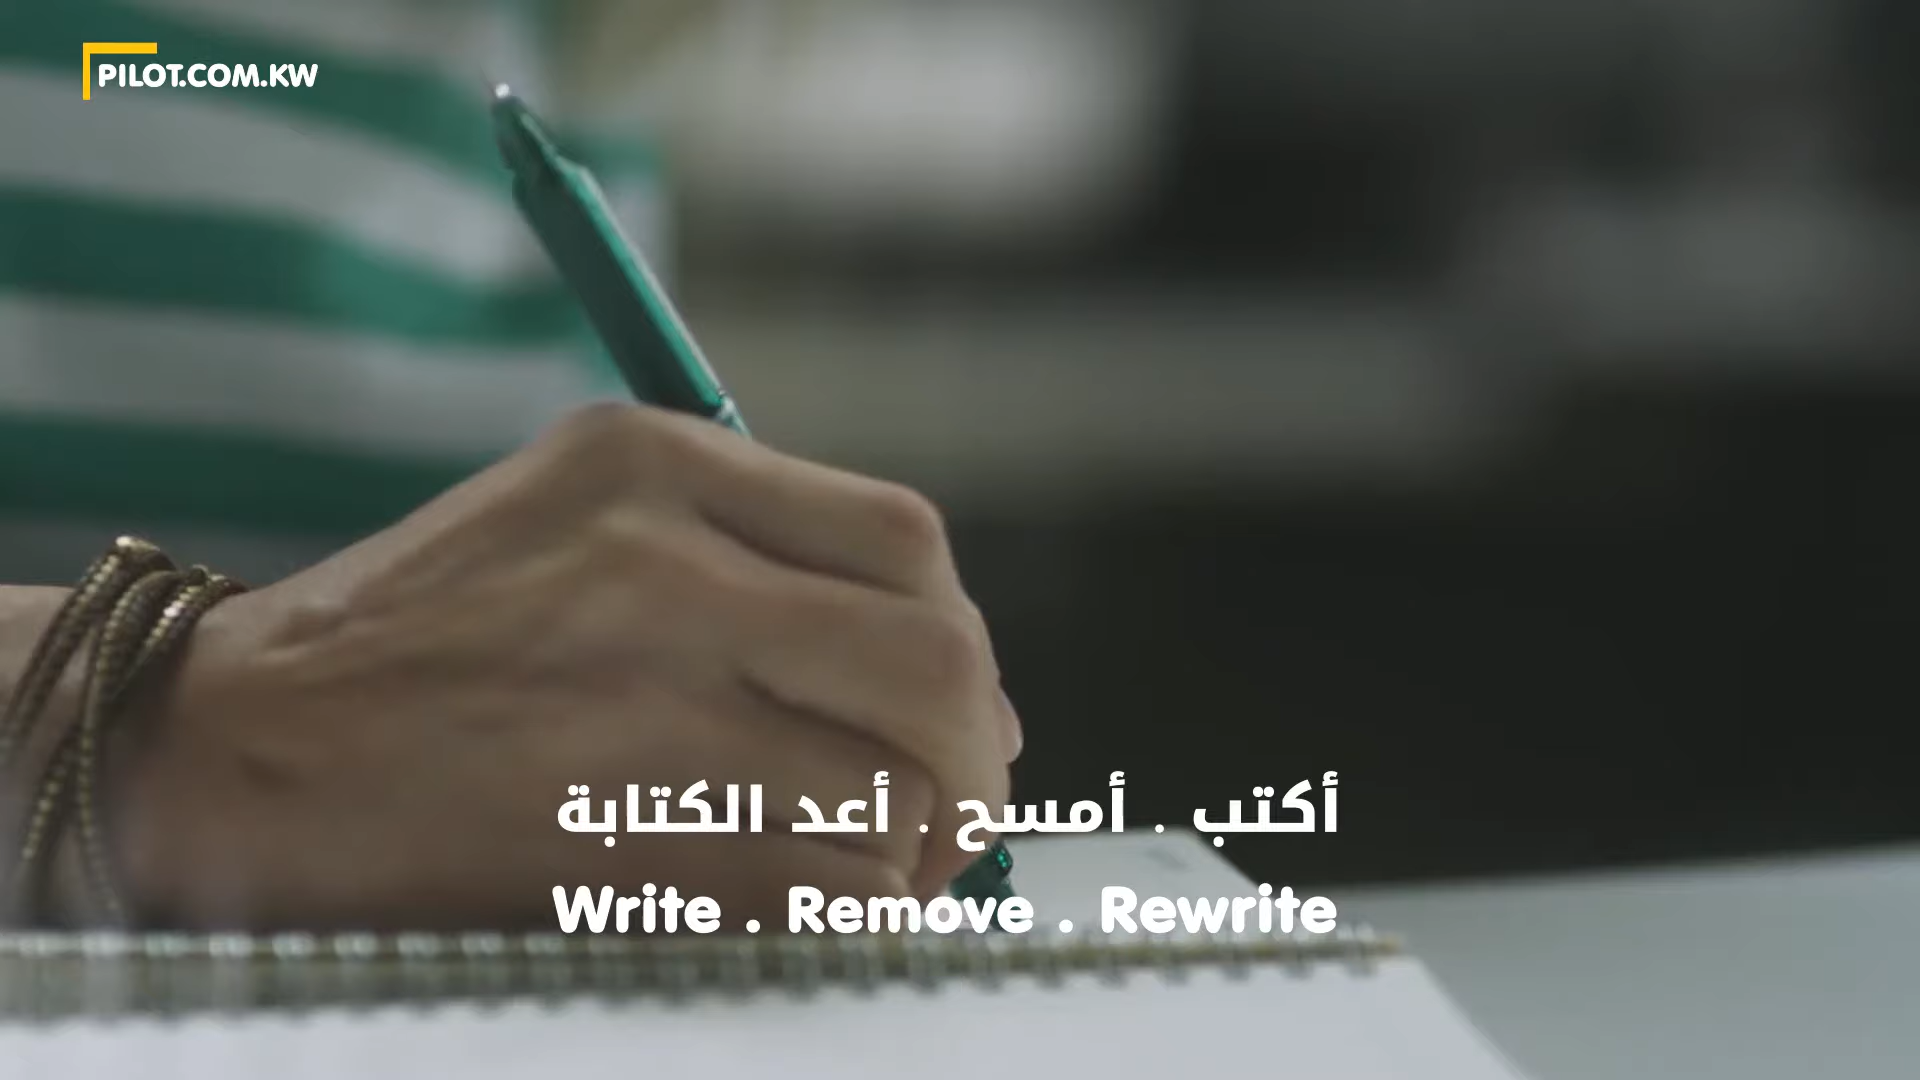 PILOT.COM.KW
أكتب . أمسح . أعد الكتابة
Write . Remove . Rewrite